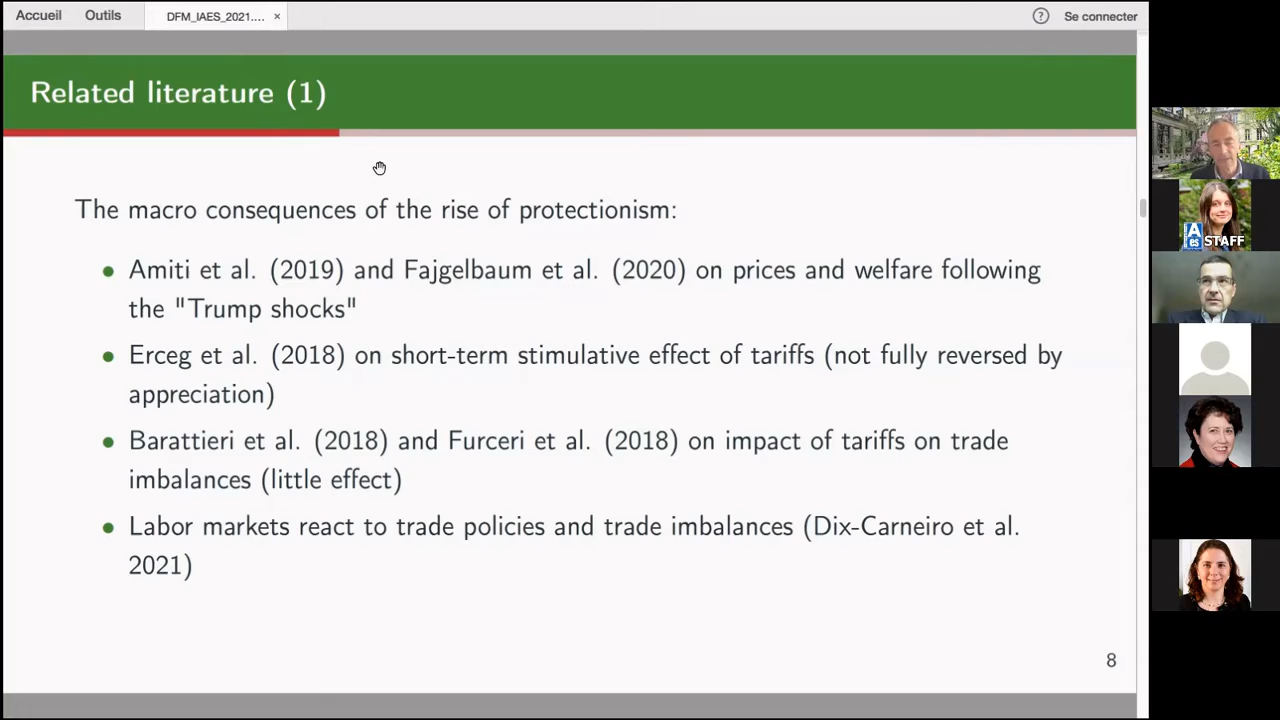 Accueil Outils DFM_IAES_2021.... × ? Se connecter
Related literature (1)
The macro consequences of the rise of protectionism:
• Amiti et al. (2019) and Fajgelbaum et al. (2020) on prices and welfare following
the "Trump shocks"
• Erceg et al. (2018) on short-term stimulative effect of tariffs (not fully reversed by
appreciation)
• Barattieri et al. (2018) and Furceri et al. (2018) on impact of tariffs on trade
imbalances (little effect)
• Labor markets react to trade policies and trade imbalances (Dix-Carneiro et al.
2021)
8
A
es STAFF